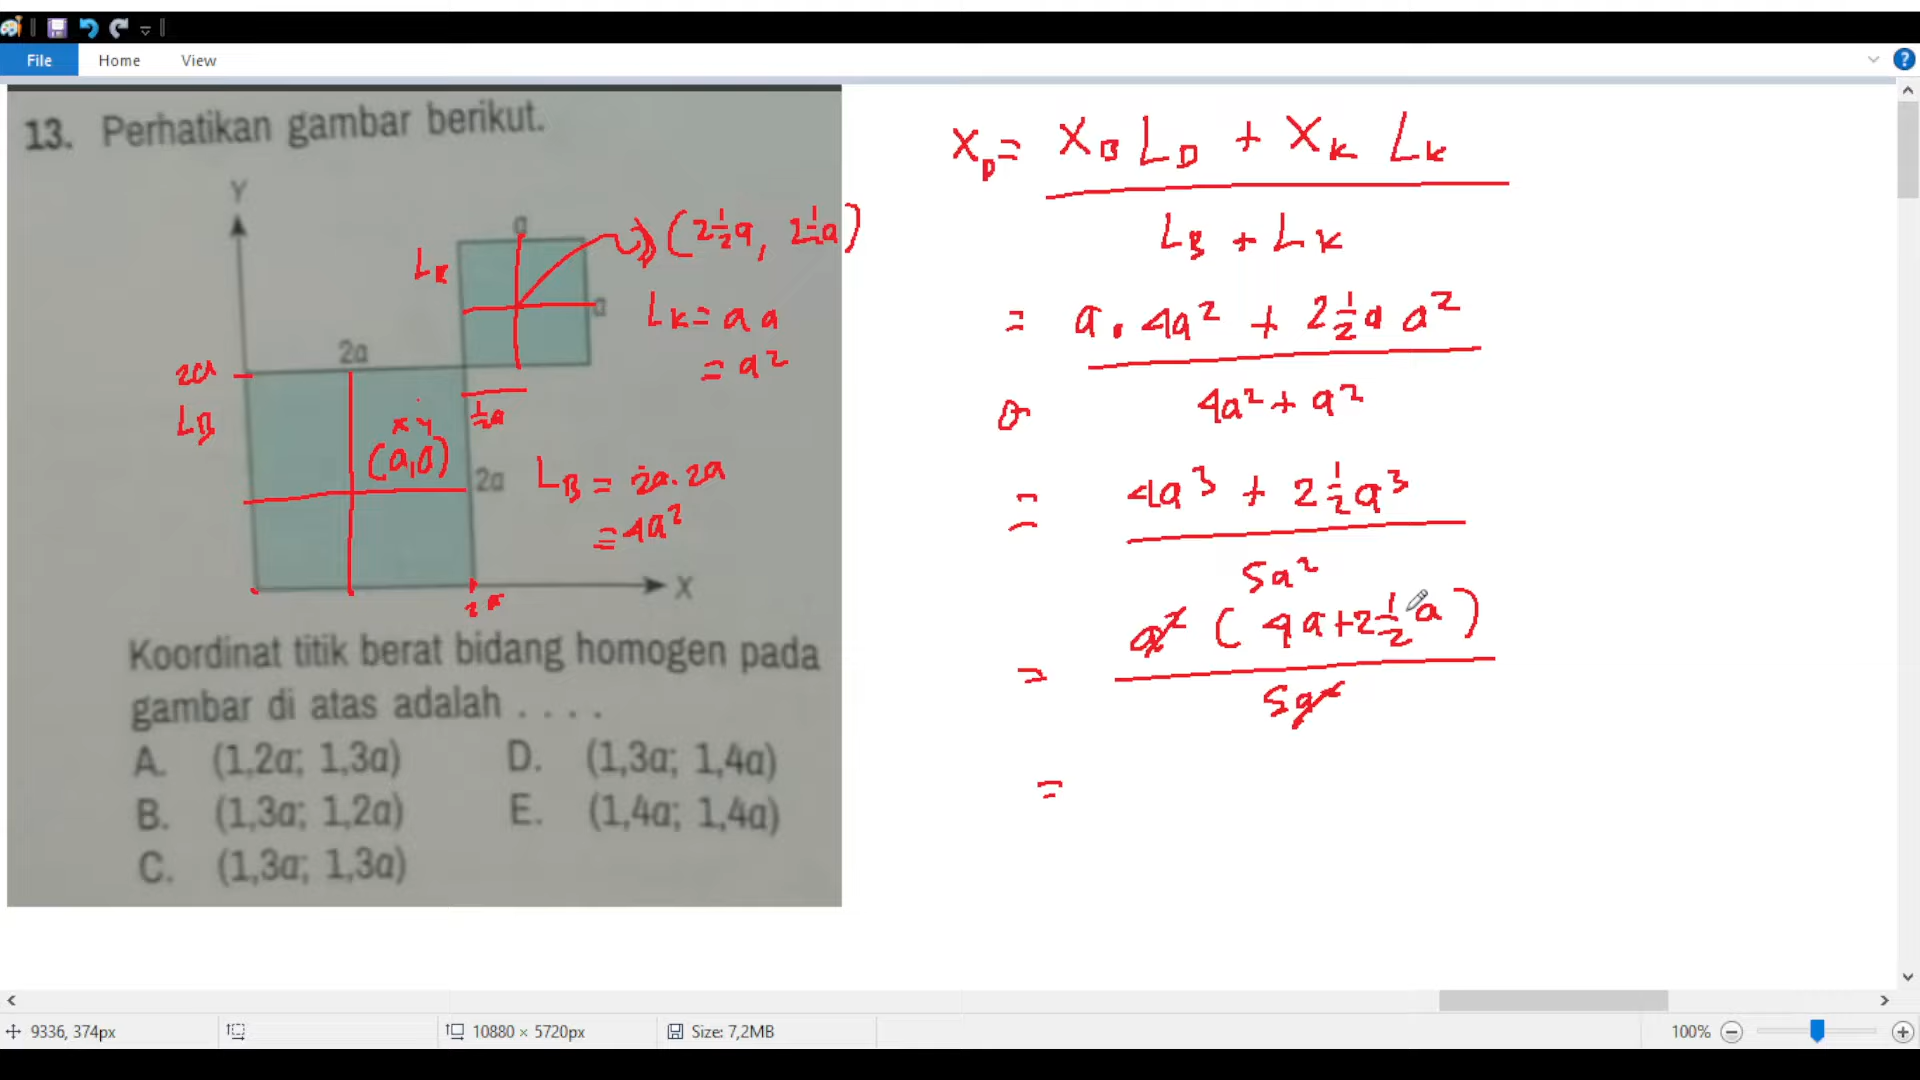 File Home View
13. Perhatikan gambar berikut.
Y
a
(2½a, 2½a)
LK
a
LK = a a
= a²
2a
2a
LB
x y
(a,a)
½a
2a
LB = 2a. 2a
= 4a²
X
2a
Koordinat titik berat bidang homogen pada
gambar di atas adalah . . . .
A. (1,2a; 1,3a)
B. (1,3a; 1,2a)
C. (1,3a; 1,3a)
D. (1,3a; 1,4a)
E. (1,4a; 1,4a)
= XB LB + XK LK
LB + LK
= a . 4a² + 2½a a²
4a² + a²
= 4a³ + 2½a³
5a²
= a² ( 4a+2½a )
5a²
=
9336, 374px
10880 × 5720px
Size: 7,2MB
100%